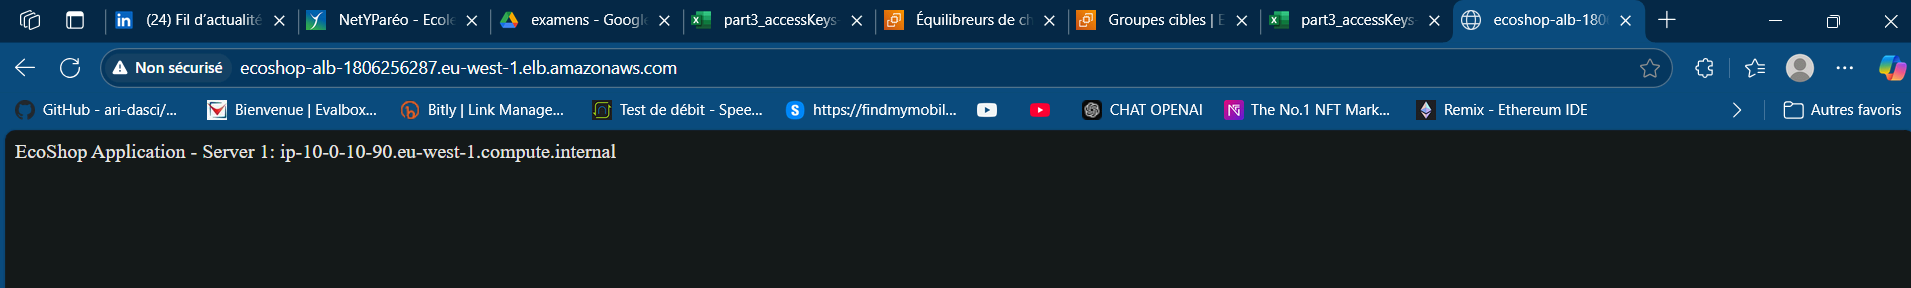 (24) Fil d'actualité
NetYParéo - Ecole
examens - Google
part3_accessKeys-
Équilibreurs de ch
Groupes cibles | E
part3_accessKeys-
ecoshop-alb-180
Non sécurisé
ecoshop-alb-1806256287.eu-west-1.elb.amazonaws.com
GitHub - ari-dasci/...
Bienvenue | Evalbox...
Bitly | Link Manage...
Test de débit - Spee...
https://findmymobil...
CHAT OPENAI
The No.1 NFT Mark...
Remix - Ethereum IDE
Autres favoris
EcoShop Application - Server 1: ip-10-0-10-90.eu-west-1.compute.internal